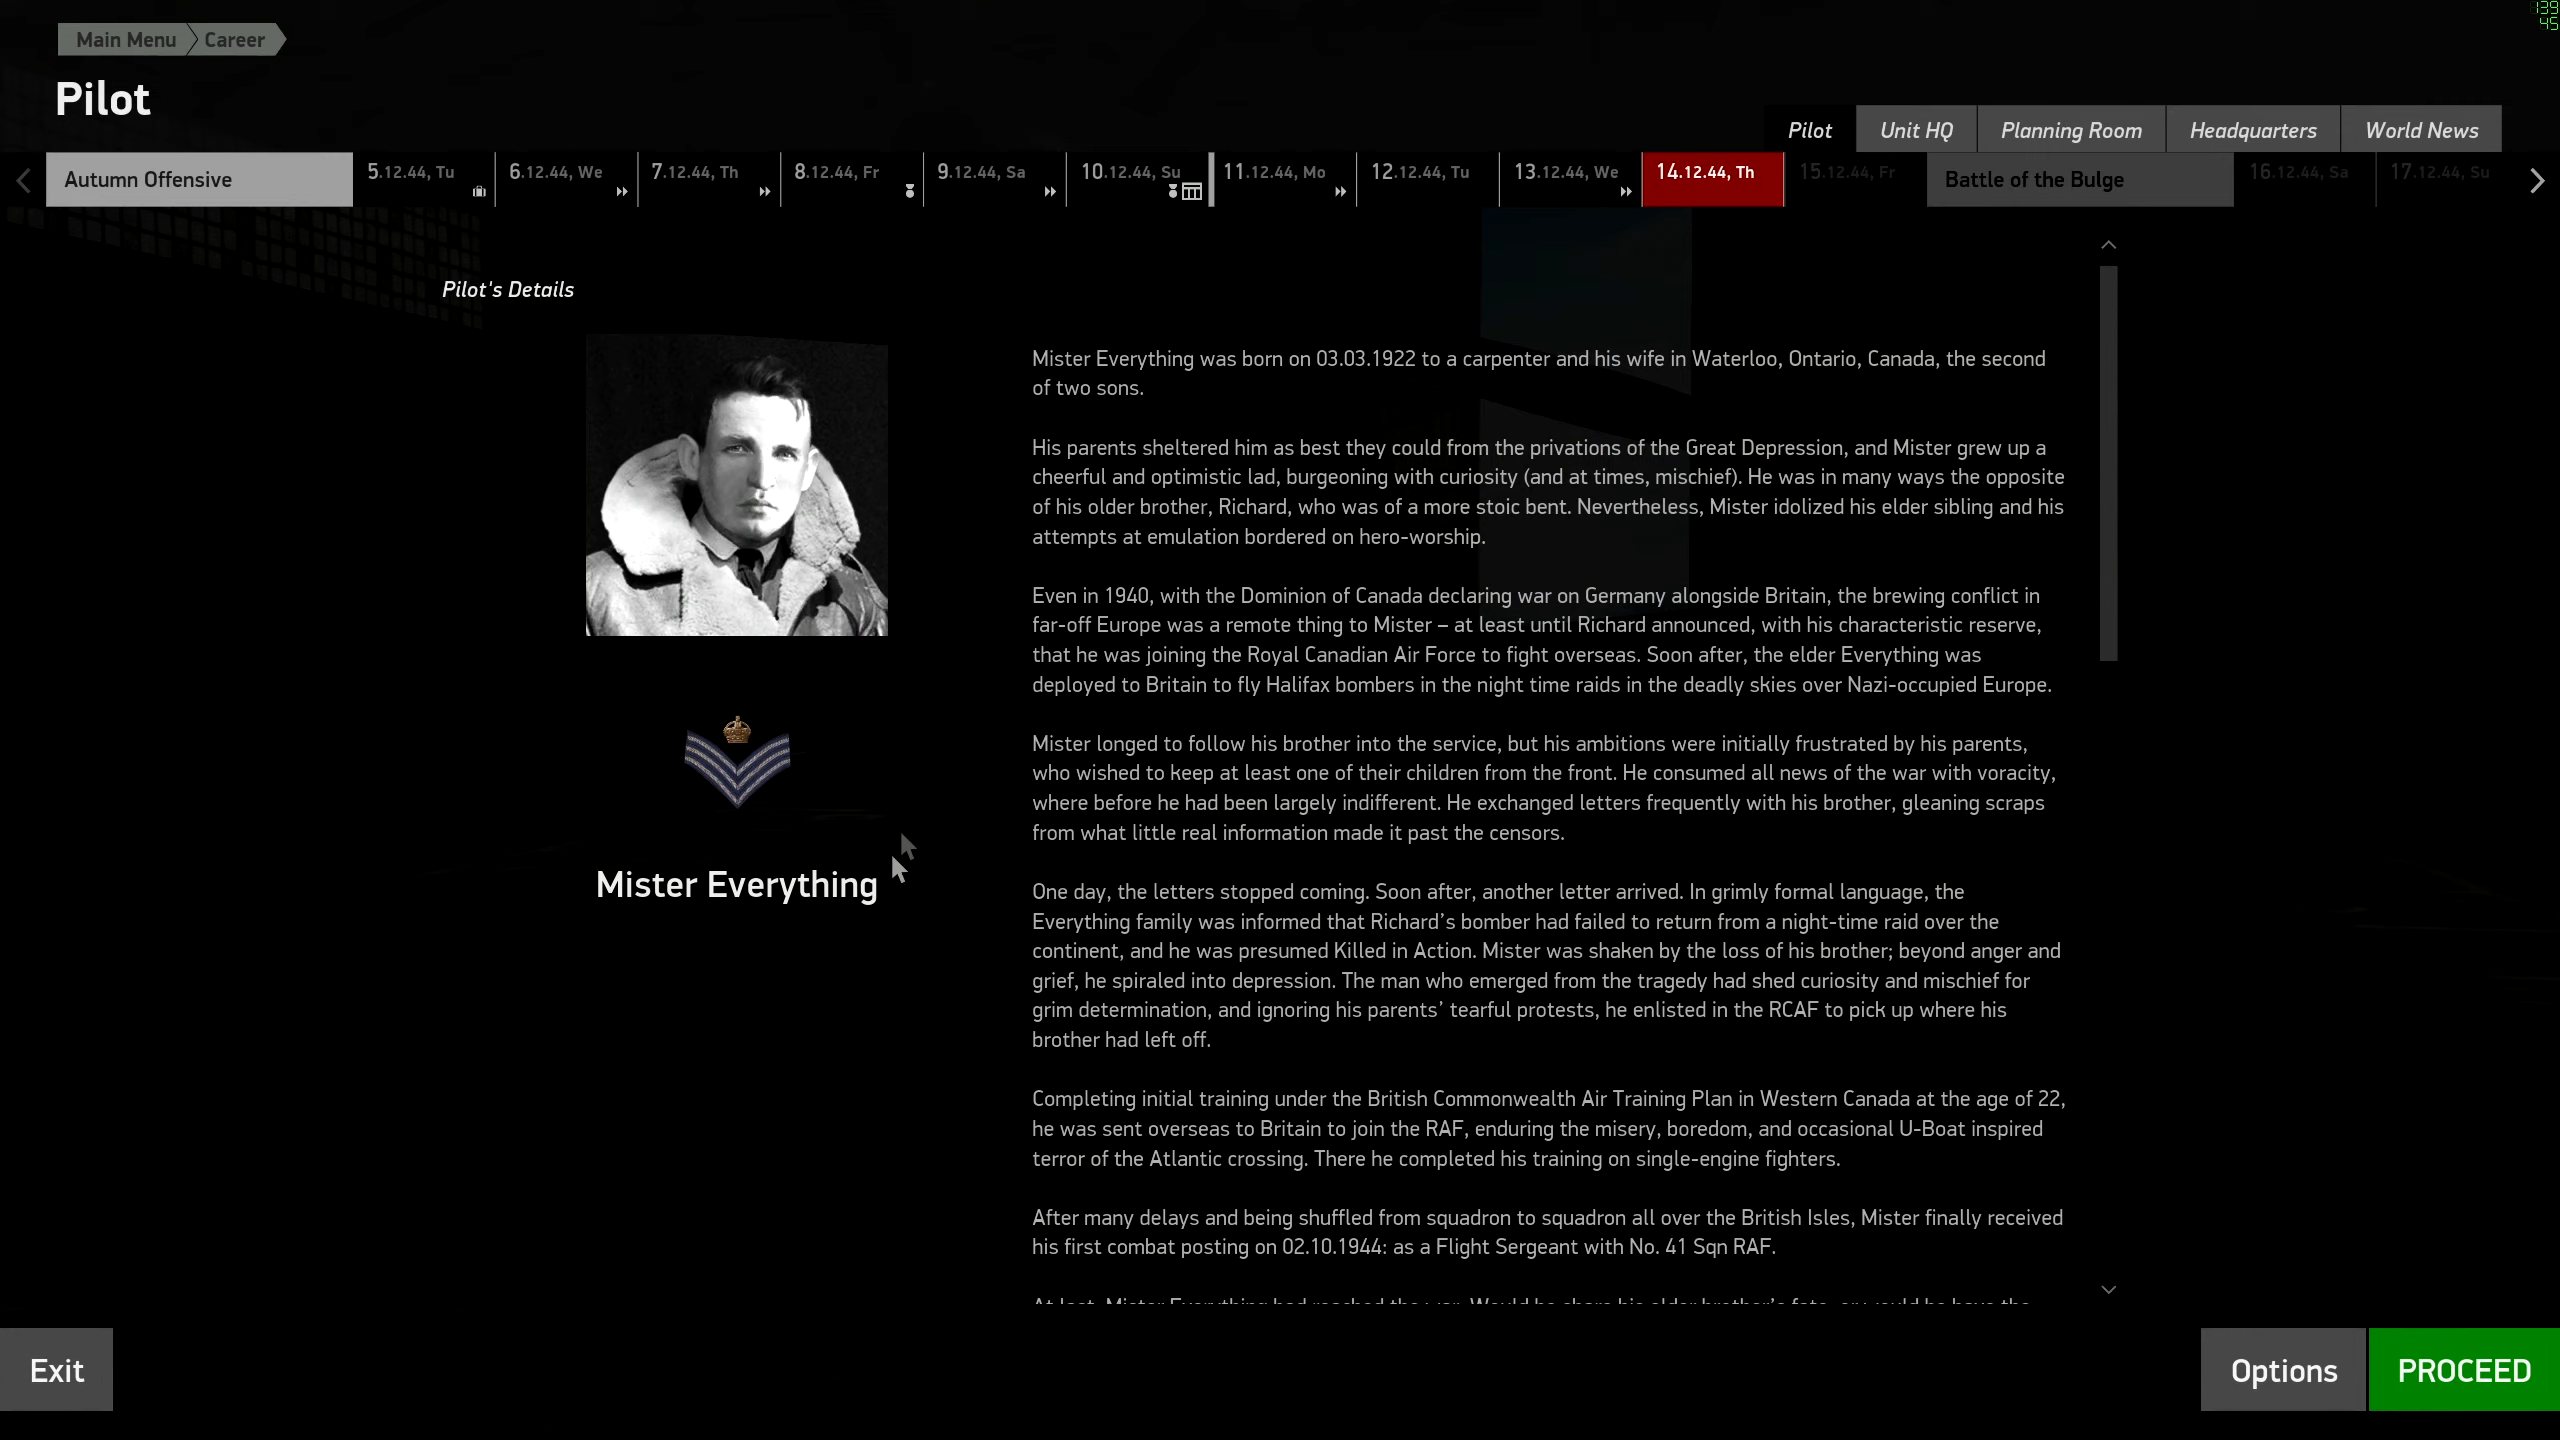 139
45
Main Menu
Career
Pilot
Pilot
Unit HQ
Planning Room
Headquarters
World News
Autumn Offensive
5.12.44, Tu
6.12.44, We
7.12.44, Th
8.12.44, Fr
9.12.44, Sa
10.12.44, Su
11.12.44, Mo
12.12.44, Tu
13.12.44, We
14.12.44, Th
15.12.44, Fr
Battle of the Bulge
16.12.44, Sa
17.12.44, Su
Pilot's Details
Mister Everything
Mister Everything was born on 03.03.1922 to a carpenter and his wife in Waterloo, Ontario, Canada, the second
of two sons.
His parents sheltered him as best they could from the privations of the Great Depression, and Mister grew up a
cheerful and optimistic lad, burgeoning with curiosity (and at times, mischief). He was in many ways the opposite
of his older brother, Richard, who was of a more stoic bent. Nevertheless, Mister idolized his elder sibling and his
attempts at emulation bordered on hero-worship.
Even in 1940, with the Dominion of Canada declaring war on Germany alongside Britain, the brewing conflict in
far-off Europe was a remote thing to Mister – at least until Richard announced, with his characteristic reserve,
that he was joining the Royal Canadian Air Force to fight overseas. Soon after, the elder Everything was
deployed to Britain to fly Halifax bombers in the night time raids in the deadly skies over Nazi-occupied Europe.
Mister longed to follow his brother into the service, but his ambitions were initially frustrated by his parents,
who wished to keep at least one of their children from the front. He consumed all news of the war with voracity,
where before he had been largely indifferent. He exchanged letters frequently with his brother, gleaning scraps
from what little real information made it past the censors.
One day, the letters stopped coming. Soon after, another letter arrived. In grimly formal language, the
Everything family was informed that Richard’s bomber had failed to return from a night-time raid over the
continent, and he was presumed Killed in Action. Mister was shaken by the loss of his brother; beyond anger and
grief, he spiraled into depression. The man who emerged from the tragedy had shed curiosity and mischief for
grim determination, and ignoring his parents’ tearful protests, he enlisted in the RCAF to pick up where his
brother had left off.
Completing initial training under the British Commonwealth Air Training Plan in Western Canada at the age of 22,
he was sent overseas to Britain to join the RAF, enduring the misery, boredom, and occasional U-Boat inspired
terror of the Atlantic crossing. There he completed his training on single-engine fighters.
After many delays and being shuffled from squadron to squadron all over the British Isles, Mister finally received
his first combat posting on 02.10.1944: as a Flight Sergeant with No. 41 Sqn RAF.
At last, Mister Everything had reached the war. Would he share his elder brother’s fate, or would he have the
Exit
Options
PROCEED